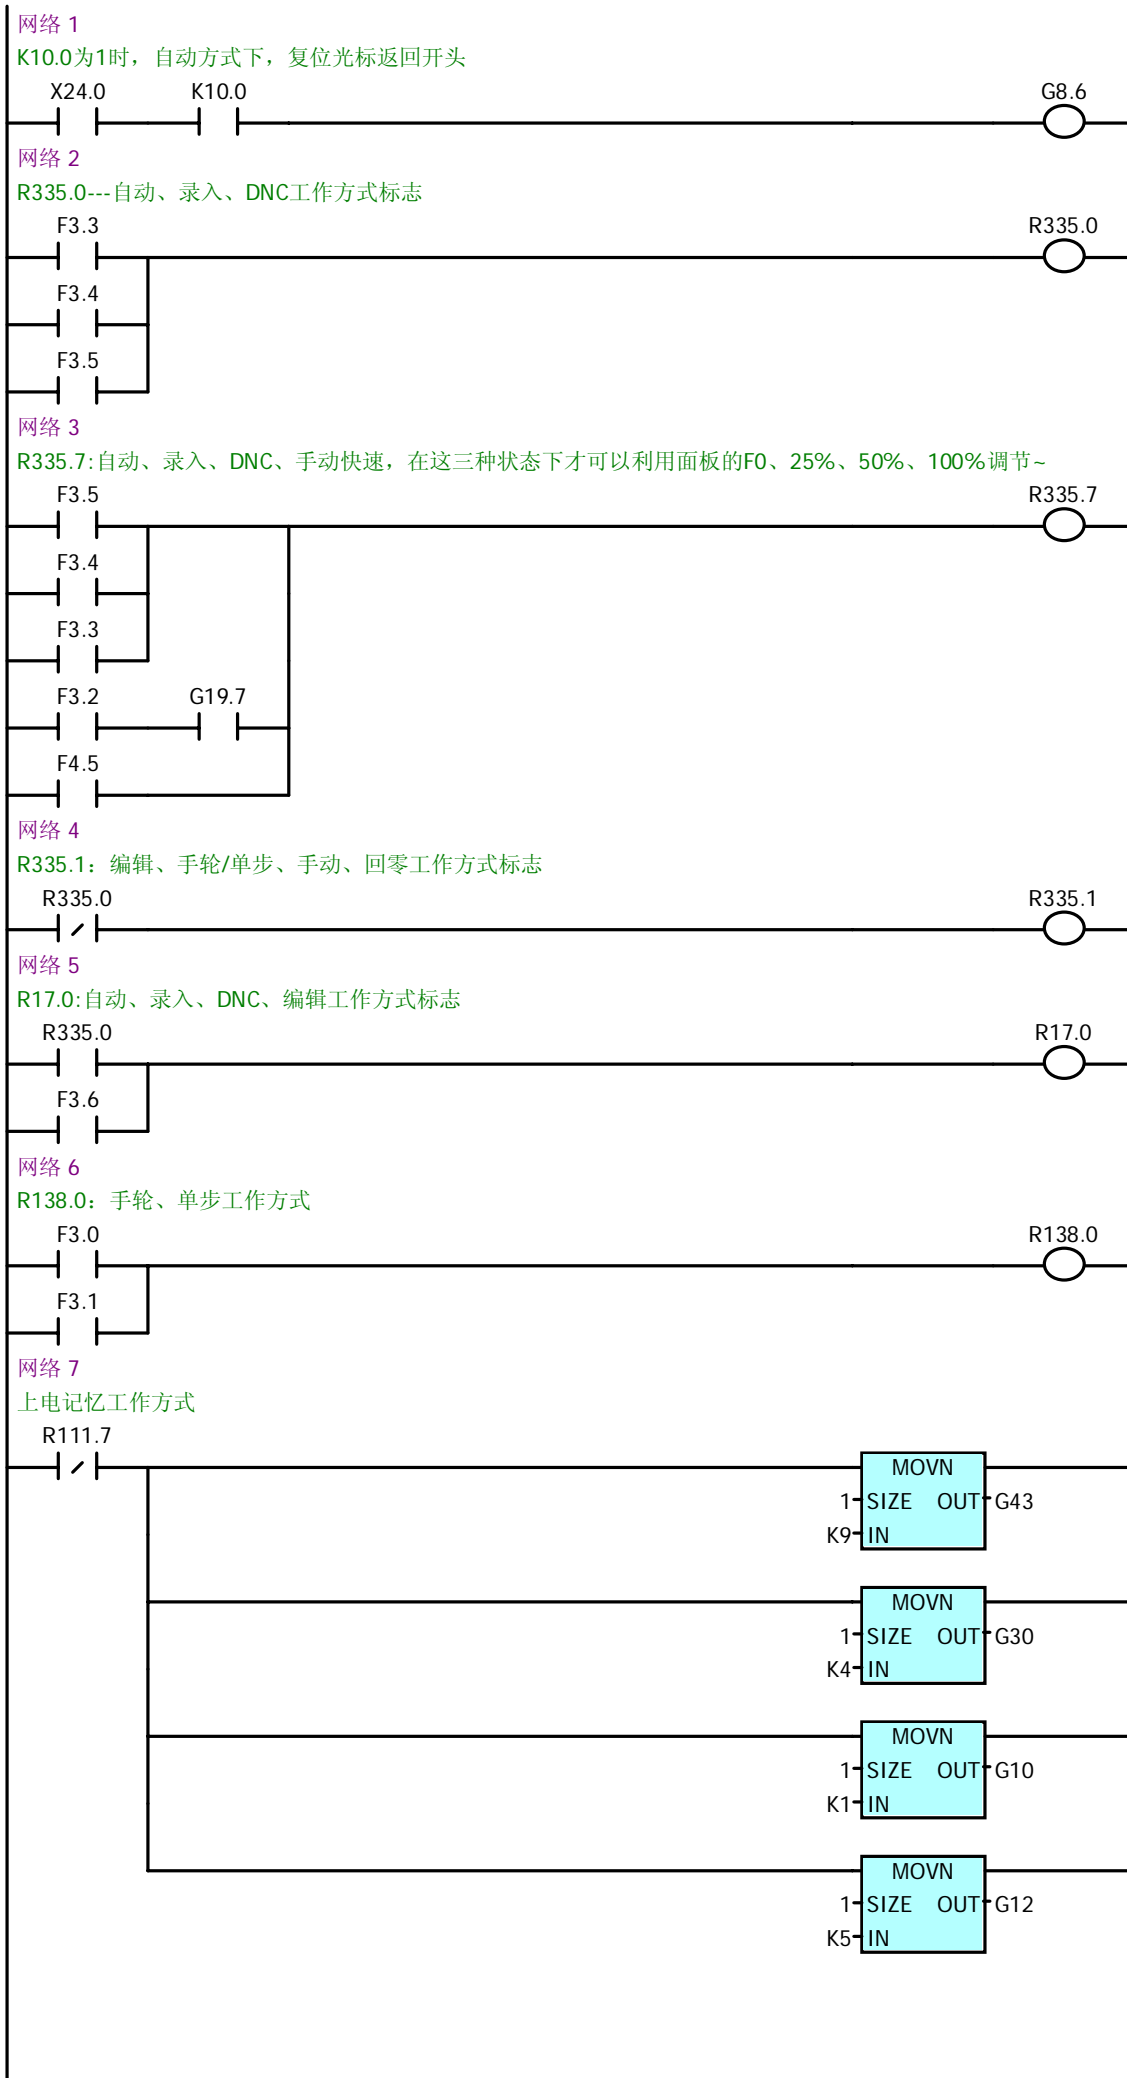 网络 1
K10.0为1时，自动方式下，复位光标返回开头
X24.0 K10.0 G8.6
网络 2
R335.0---自动、录入、DNC工作方式标志
F3.3 R335.0
F3.4
F3.5
网络 3
R335.7:自动、录入、DNC、手动快速，在这三种状态下才可以利用面板的F0、25%、50%、100%调节~
F3.5 R335.7
F3.4
F3.3
F3.2 G19.7
F4.5
网络 4
R335.1：编辑、手轮/单步、手动、回零工作方式标志
R335.0 R335.1
网络 5
R17.0:自动、录入、DNC、编辑工作方式标志
R335.0 R17.0
F3.6
网络 6
R138.0：手轮、单步工作方式
F3.0 R138.0
F3.1
网络 7
上电记忆工作方式
R111.7
MOVN
1 SIZE OUT G43
K9 IN
MOVN
1 SIZE OUT G30
K4 IN
MOVN
1 SIZE OUT G10
K1 IN
MOVN
1 SIZE OUT G12
K5 IN